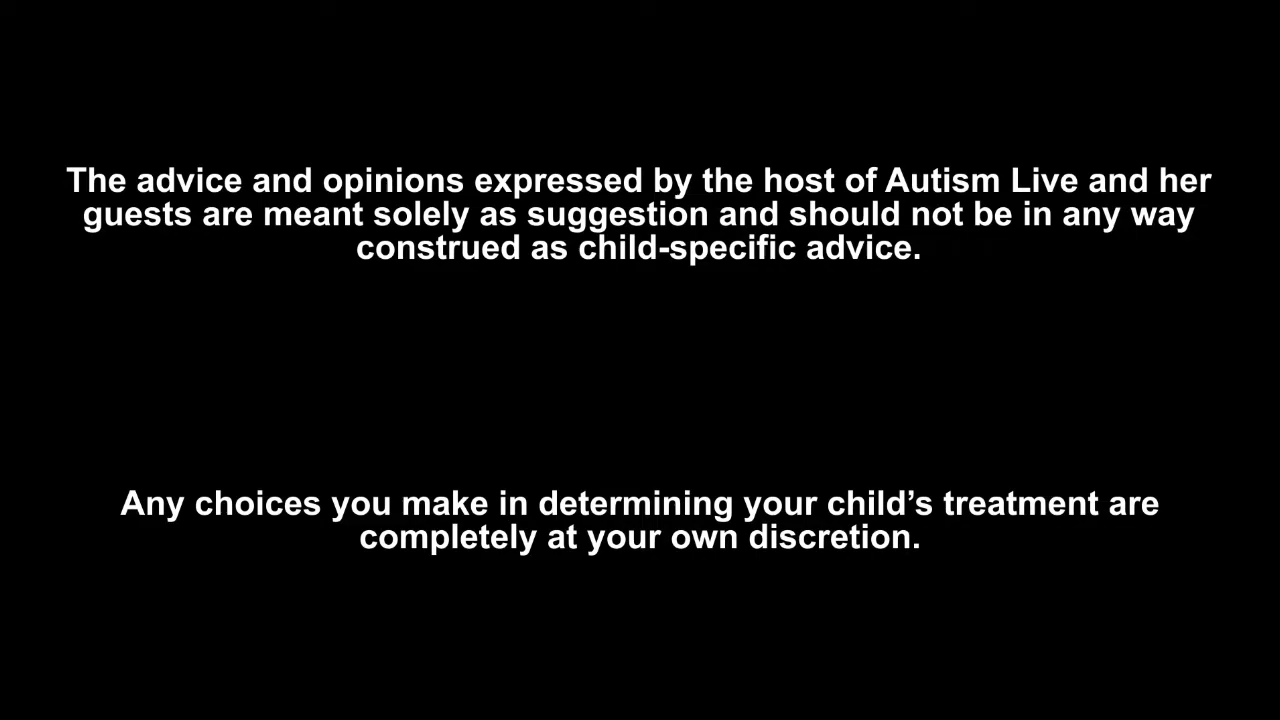 The advice and opinions expressed by the host of Autism Live and her
guests are meant solely as suggestion and should not be in any way
construed as child-specific advice.
Any choices you make in determining your child’s treatment are
completely at your own discretion.